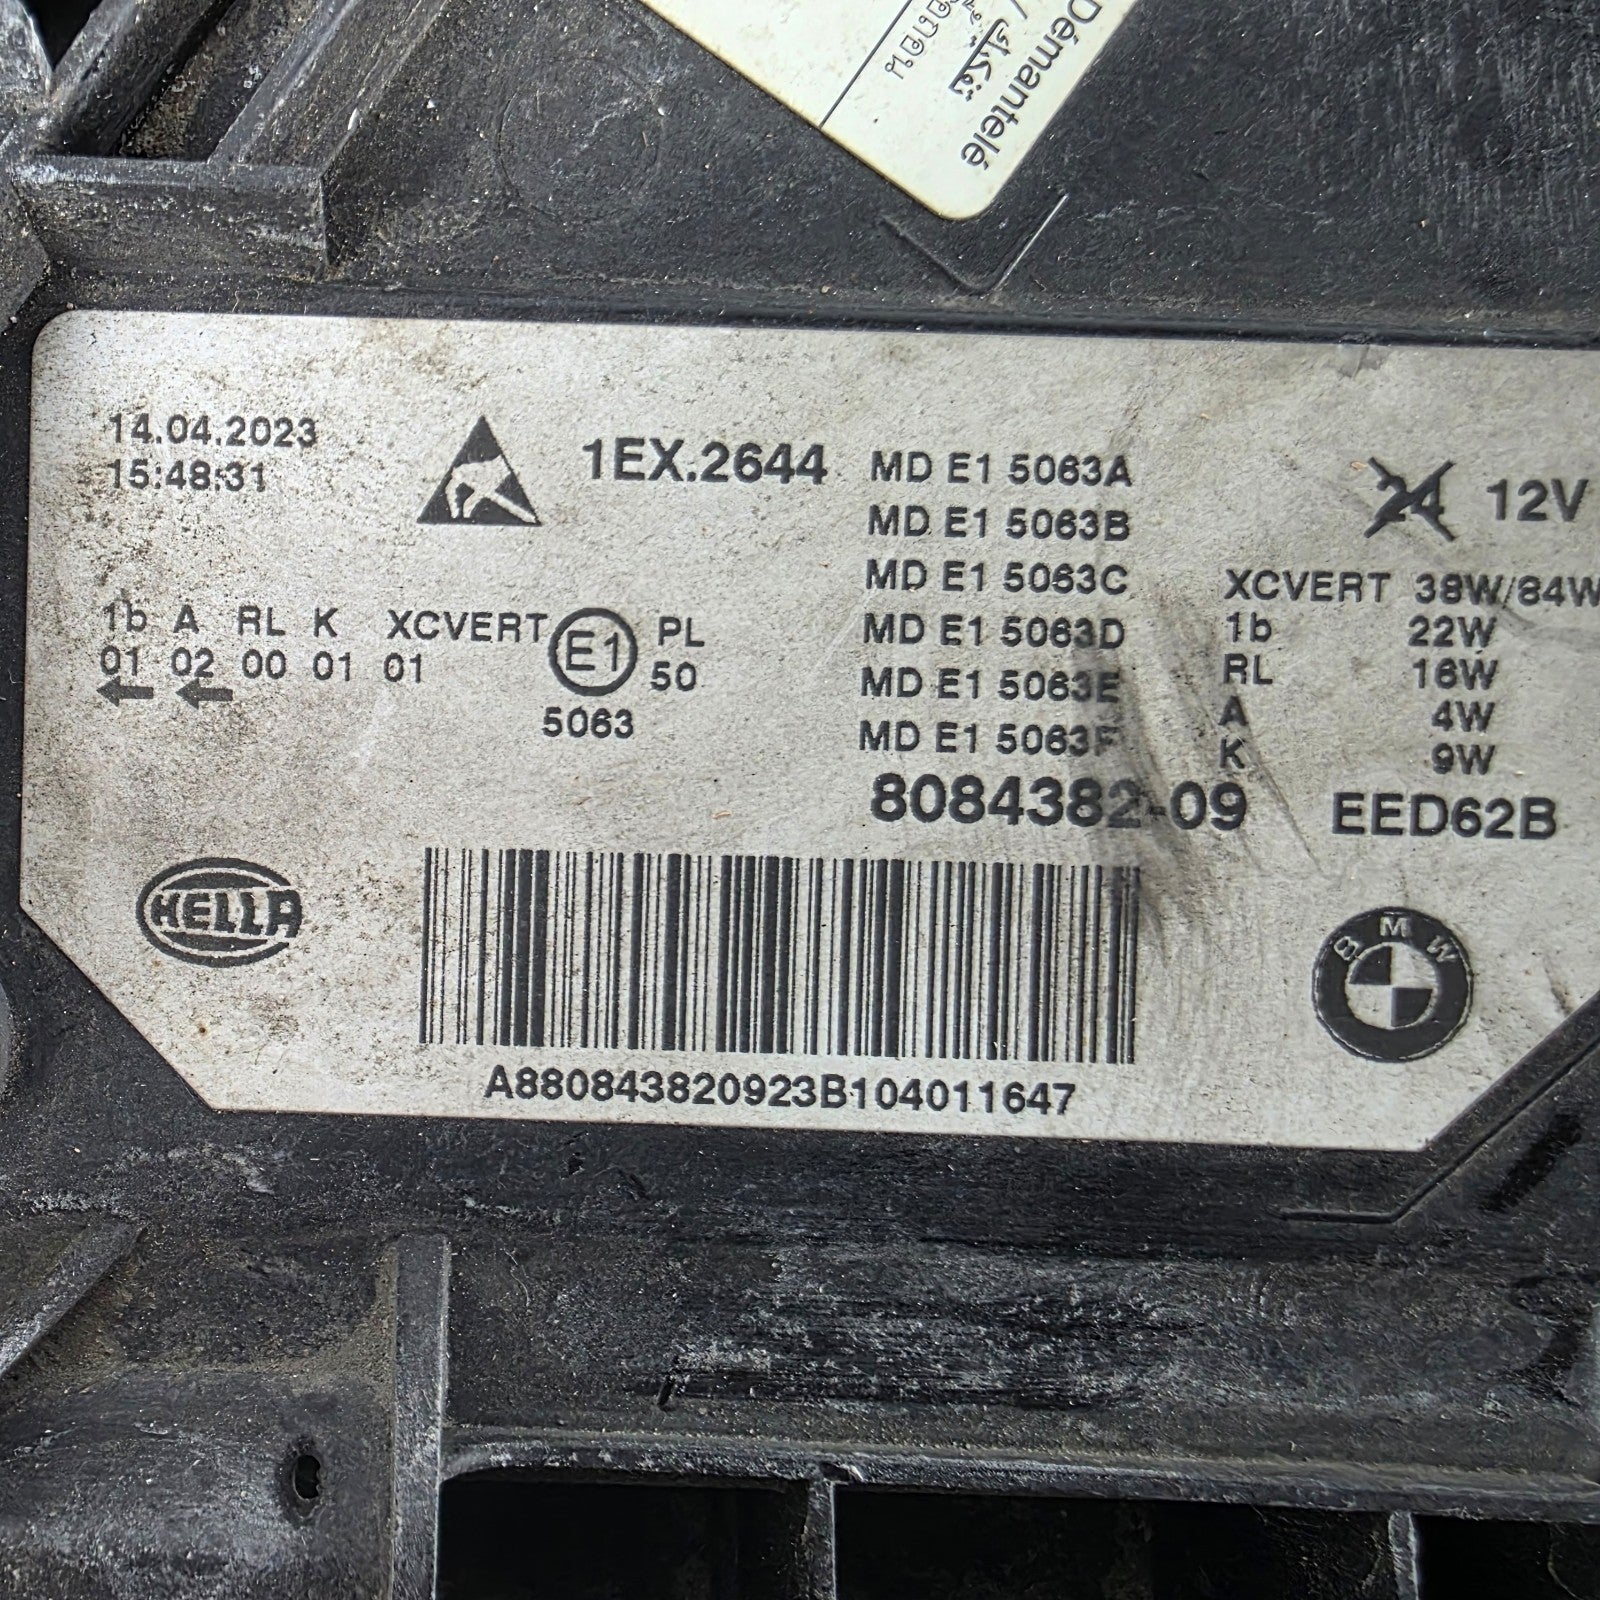 Démantelé
14.04.2023
15:48:31
1EX.2644
MD E1 5063A
MD E1 5063B
MD E1 5063C
MD E1 5063D
MD E1 5063E
MD E1 5063F
24 12V
XCVERT 38W/84W
1b 22W
RL 16W
A 4W
K 9W
1b A RL K XCVERT
01 02 00 01 01
E1
5063
PL
50
8084382-09
EED62B
HELLA
BMW
A880843820923B104011647